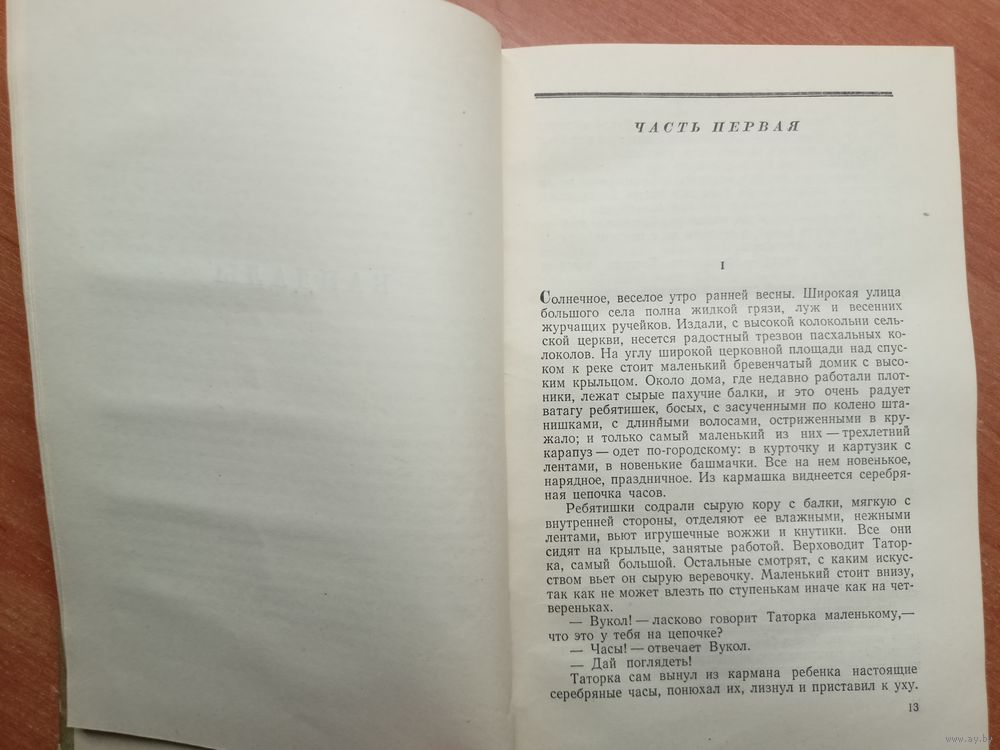 ЧАСТЬ ПЕРВАЯ
I
Солнечное, веселое утро ранней весны. Широкая улица
большого села полна жидкой грязи, луж и весенних
журчащих ручейков. Издали, с высокой колокольни сель-
ской церкви, несется радостный трезвон пасхальных ко-
локолов. На углу широкой церковной площади над спус-
ком к реке стоит маленький бревенчатый домик с высо-
ким крыльцом. Около дома, где недавно работали плот-
ники, лежат сырые пахучие балки, и это очень радует
ватагу ребятишек, босых, с засученными по колено шта-
нишками, с длинными волосами, остриженными в кру-
жало; и только самый маленький из них — трехлетний
карапуз — одет по-городскому: в курточку и картузик с
лентами, в новенькие башмачки. Все на нем новенькое,
нарядное, праздничное. Из кармашка виднеется серебря-
ная цепочка часов.
Ребятишки содрали сырую кору с балки, мягкую с
внутренней стороны, отделяют ее влажными, нежными
лентами, вьют игрушечные вожжи и кнутики. Все они
сидят на крыльце, занятые работой. Верховодит Татор-
ка, самый большой. Остальные смотрят, с каким искус-
ством вьет он сырую веревочку. Маленький стоит внизу,
так как не может влезть по ступенькам иначе как на чет-
вереньках.
— Вукол! — ласково говорит Таторка маленькому,—
что это у тебя на цепочке?
— Часы! — отвечает Вукол.
— Дай поглядеть!
Таторка сам вынул из кармана ребенка настоящие
серебряные часы, понюхал их, лизнул и приставил к уху.
13
www.ay.by